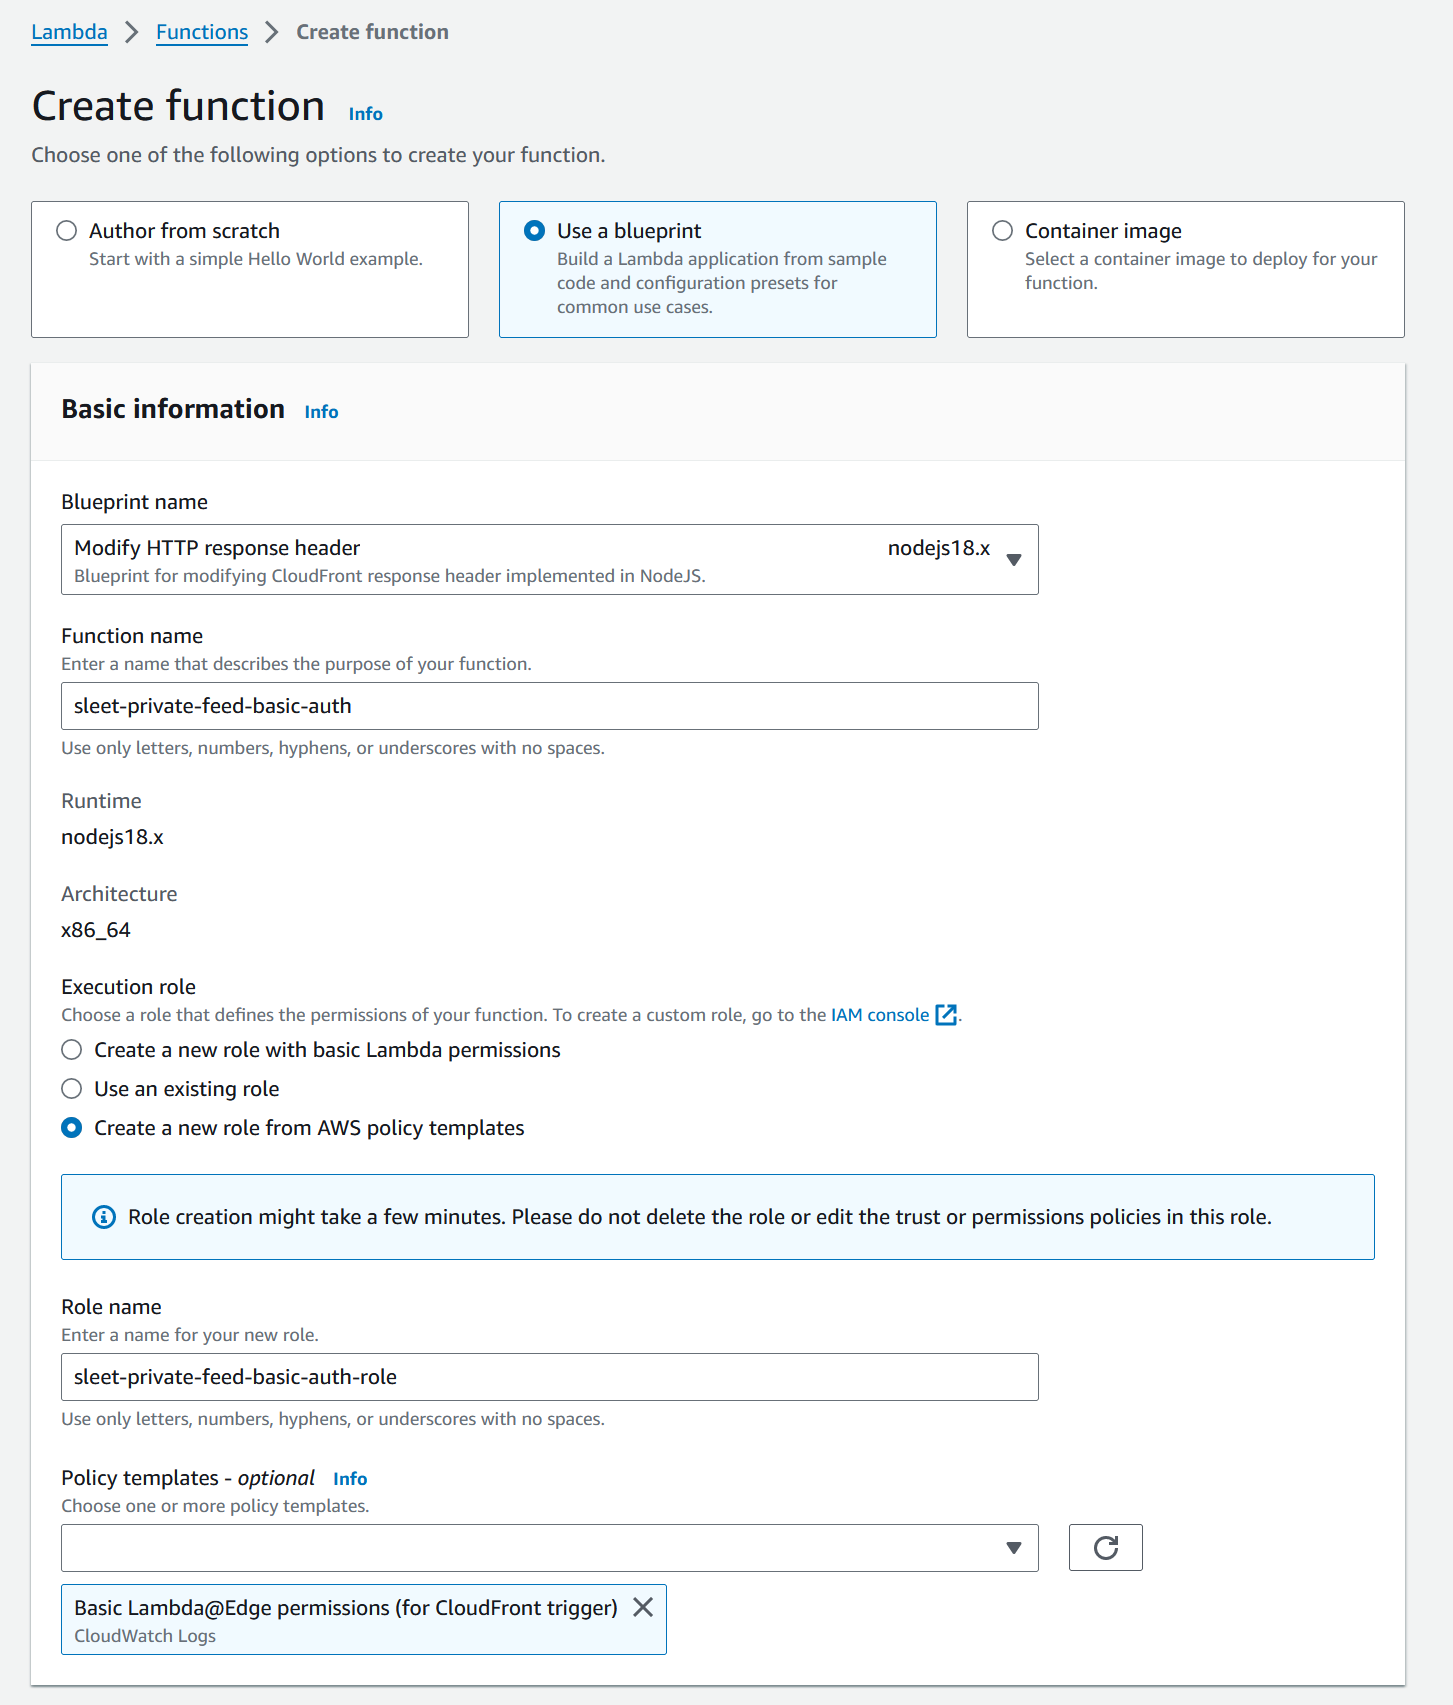 Lambda > Functions > Create function
Create function Info
Choose one of the following options to create your function.
Author from scratch
Start with a simple Hello World example.
Use a blueprint
Build a Lambda application from sample
code and configuration presets for
common use cases.
Container image
Select a container image to deploy for your
function.
Basic information Info
Blueprint name
Modify HTTP response header nodejs18.x
Blueprint for modifying CloudFront response header implemented in NodeJS.
Function name
Enter a name that describes the purpose of your function.
sleet-private-feed-basic-auth
Use only letters, numbers, hyphens, or underscores with no spaces.
Runtime
nodejs18.x
Architecture
x86_64
Execution role
Choose a role that defines the permissions of your function. To create a custom role, go to the IAM console.
Create a new role with basic Lambda permissions
Use an existing role
Create a new role from AWS policy templates
Role creation might take a few minutes. Please do not delete the role or edit the trust or permissions policies in this role.
Role name
Enter a name for your new role.
sleet-private-feed-basic-auth-role
Use only letters, numbers, hyphens, or underscores with no spaces.
Policy templates - optional Info
Choose one or more policy templates.
Basic Lambda@Edge permissions (for CloudFront trigger)
CloudWatch Logs